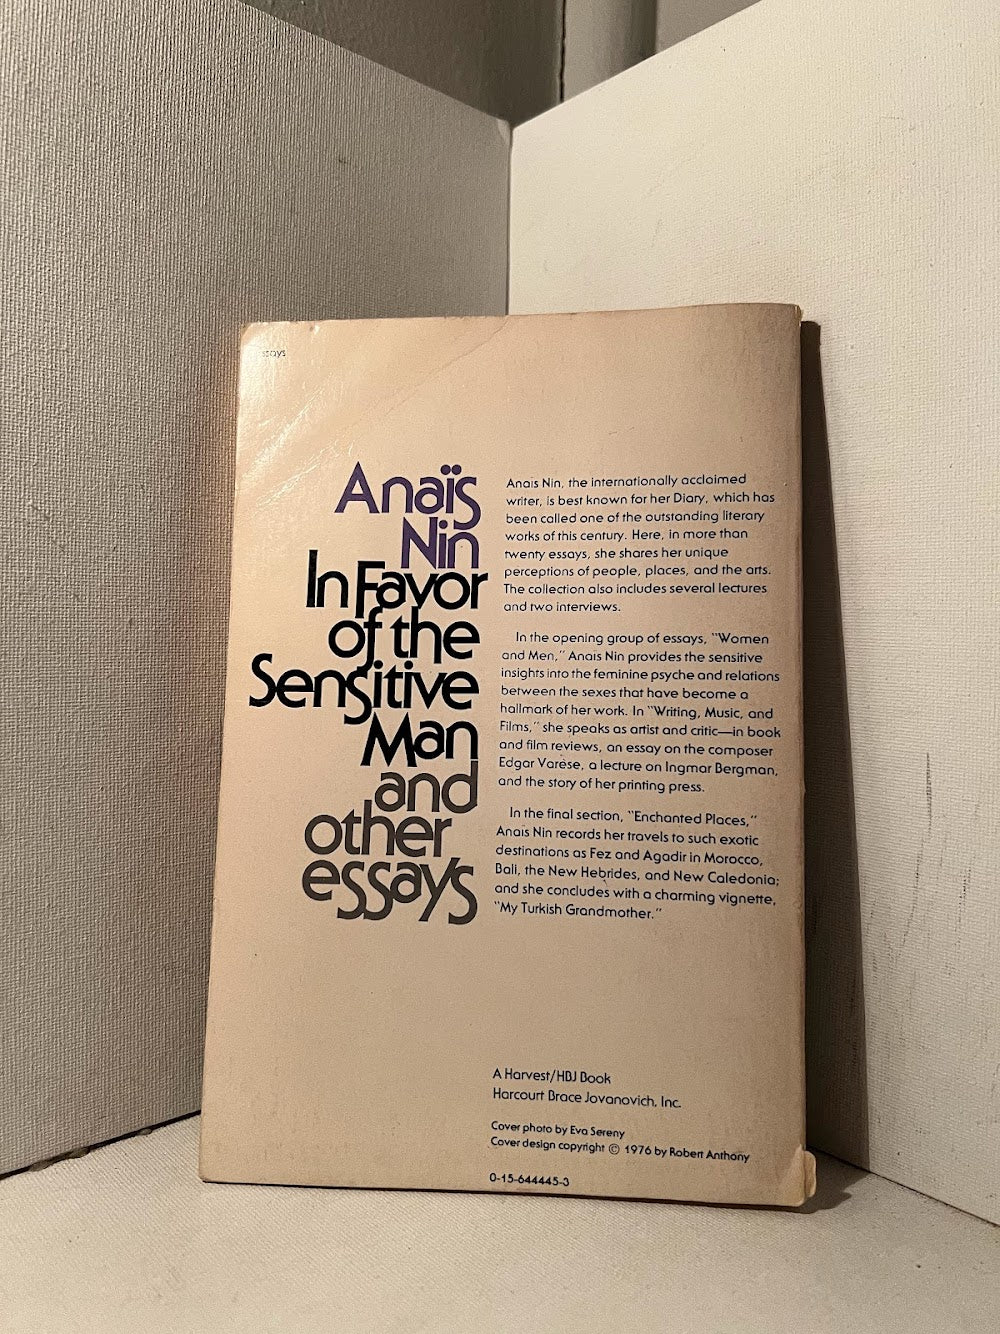 Anaïs
Nin
In Favor
of the
Sensitive
Man
and
other
essays
Anais Nin, the internationally acclaimed
writer, is best known for her Diary, which has
been called one of the outstanding literary
works of this century. Here, in more than
twenty essays, she shares her unique
perceptions of people, places, and the arts.
The collection also includes several lectures
and two interviews.
In the opening group of essays, "Women
and Men," Anais Nin provides the sensitive
insights into the feminine psyche and relations
between the sexes that have become a
hallmark of her work. In "Writing, Music, and
Films," she speaks as artist and critic—in book
and film reviews, an essay on the composer
Edgar Varèse, a lecture on Ingmar Bergman,
and the story of her printing press.
In the final section, "Enchanted Places,"
Anais Nin records her travels to such exotic
destinations as Fez and Agadir in Morocco,
Bali, the New Hebrides, and New Caledonia;
and she concludes with a charming vignette,
"My Turkish Grandmother."
A Harvest/HBJ Book
Harcourt Brace Jovanovich, Inc.
Cover photo by Eva Sereny
Cover design copyright © 1976 by Robert Anthony
0-15-644445-3